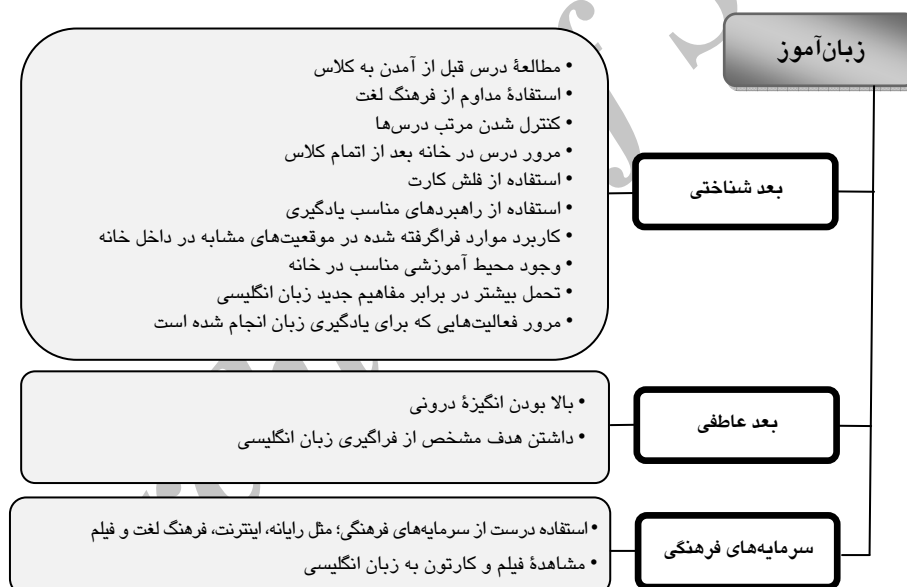 زبان‌آموز
بعد شناختی
• مطالعۀ درس قبل از آمدن به کلاس
• استفادۀ مداوم از فرهنگ لغت
• کنترل شدن مرتب درس‌ها
• مرور درس در خانه بعد از اتمام کلاس
• استفاده از فلش کارت
• استفاده از راهبردهای مناسب یادگیری
• کاربرد موارد فراگرفته شده در موقعیت‌های مشابه در داخل خانه
• وجود محیط آموزشی مناسب در خانه
• تحمل بیشتر در برابر مفاهیم جدید زبان انگلیسی
• مرور فعالیت‌هایی که برای یادگیری زبان انجام شده است
بعد عاطفی
• بالا بودن انگیزۀ درونی
• داشتن هدف مشخص از فراگیری زبان انگلیسی
سرمایه‌های فرهنگی
• استفاده درست از سرمایه‌های فرهنگی؛ مثل رایانه، اینترنت، فرهنگ لغت و فیلم
• مشاهدۀ فیلم و کارتون به زبان انگلیسی